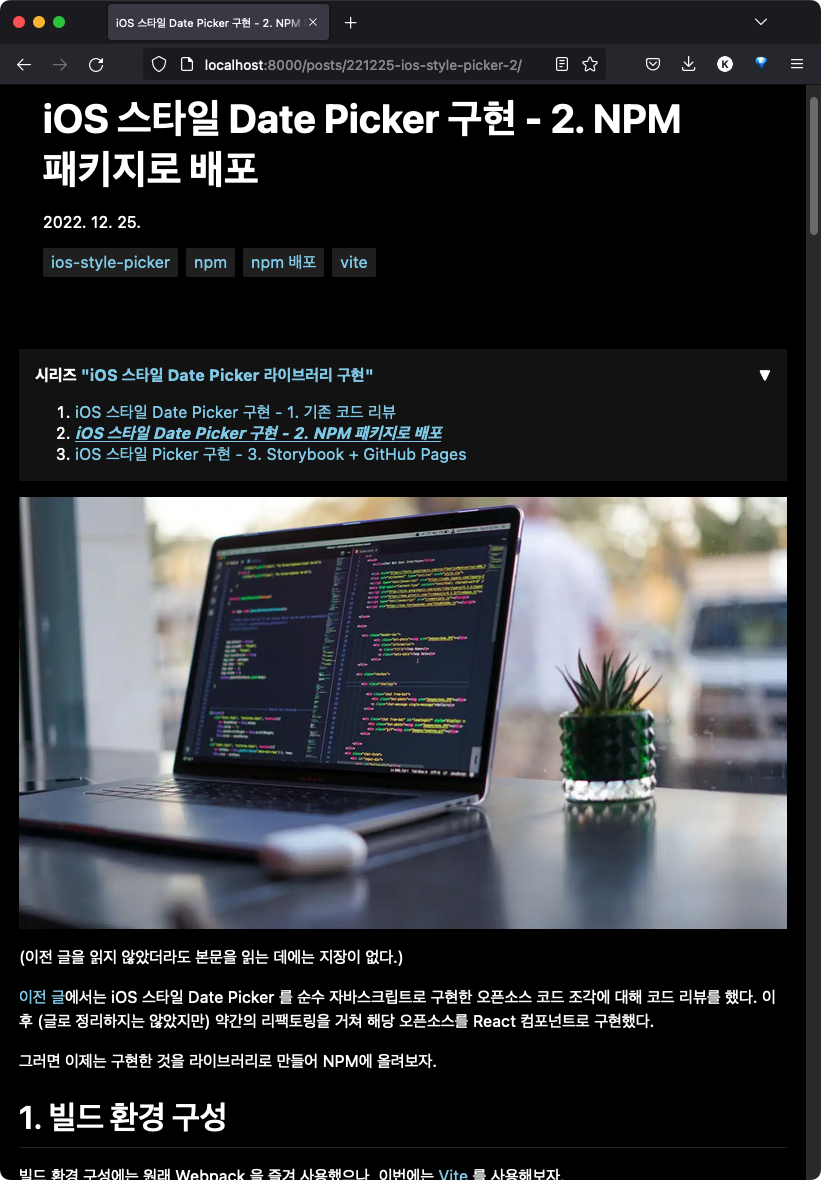 iOS 스타일 Date Picker 구현 - 2. NPM
localhost:8000/posts/221225-ios-style-picker-2/
K
iOS 스타일 Date Picker 구현 - 2. NPM
패키지로 배포
2022. 12. 25.
ios-style-picker npm npm 배포 vite
시리즈 "iOS 스타일 Date Picker 라이브러리 구현" ▼
1. iOS 스타일 Date Picker 구현 - 1. 기존 코드 리뷰
2. iOS 스타일 Date Picker 구현 - 2. NPM 패키지로 배포
3. iOS 스타일 Picker 구현 - 3. Storybook + GitHub Pages
(이전 글을 읽지 않았더라도 본문을 읽는 데에는 지장이 없다.)
이전 글에서는 iOS 스타일 Date Picker 를 순수 자바스크립트로 구현한 오픈소스 코드 조각에 대해 코드 리뷰를 했다. 이
후 (글로 정리하지는 않았지만) 약간의 리팩토링을 거쳐 해당 오픈소스를 React 컴포넌트로 구현했다.
그러면 이제는 구현한 것을 라이브러리로 만들어 NPM에 올려보자.
1. 빌드 환경 구성
빌드 환경 구성에는 원래 Webpack 을 즐겨 사용했으나, 이번에는 Vite 를 사용해보자.